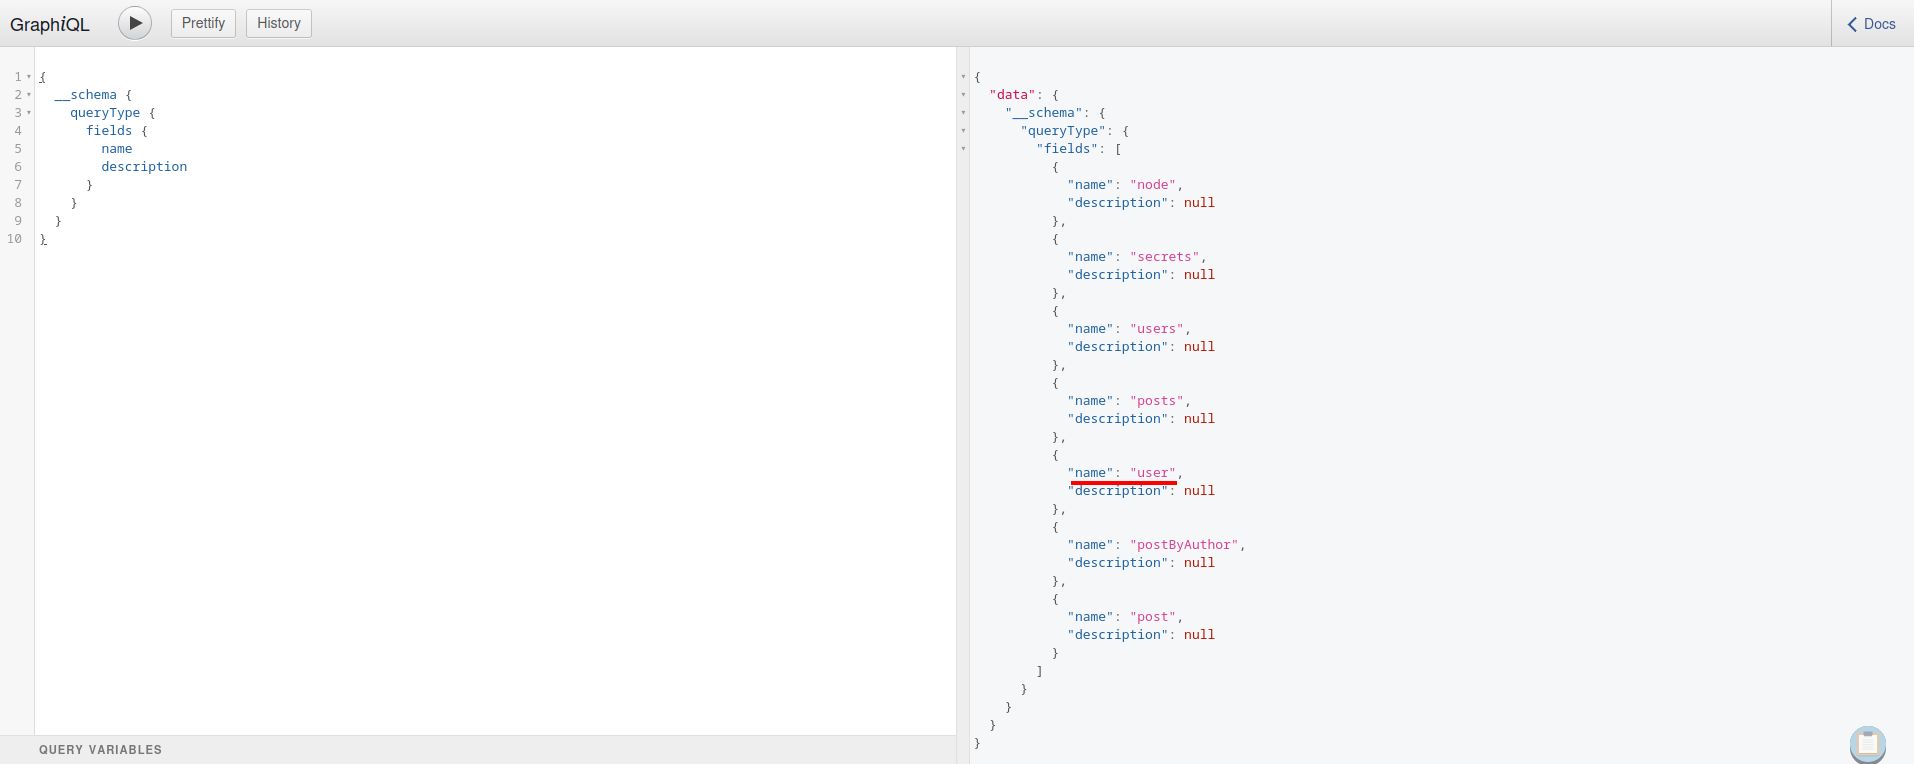 GraphiQL Prettify History Docs
1 {
2   __schema {
3     queryType {
4       fields {
5         name
6         description
7       }
8     }
9   }
10 }
QUERY VARIABLES
{
  "data": {
    "__schema": {
      "queryType": {
        "fields": [
          {
            "name": "node",
            "description": null
          },
          {
            "name": "secrets",
            "description": null
          },
          {
            "name": "users",
            "description": null
          },
          {
            "name": "posts",
            "description": null
          },
          {
            "name": "user",
            "description": null
          },
          {
            "name": "postByAuthor",
            "description": null
          },
          {
            "name": "post",
            "description": null
          }
        ]
      }
    }
  }
}